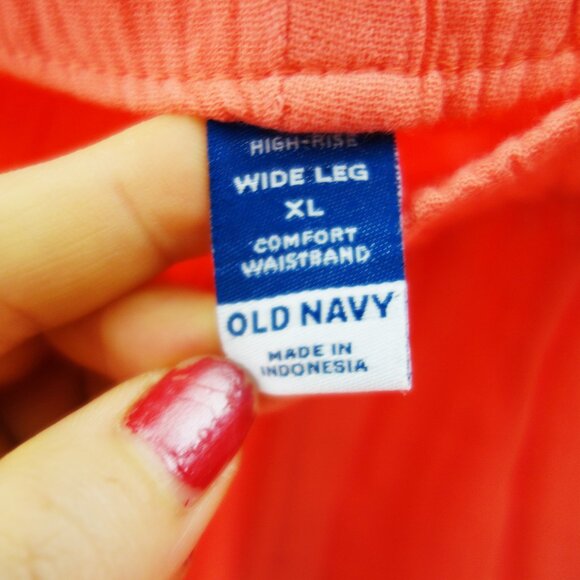 HIGH-RISE
WIDE LEG
XL
COMFORT
WAISTBAND
OLD NAVY
MADE IN
INDONESIA